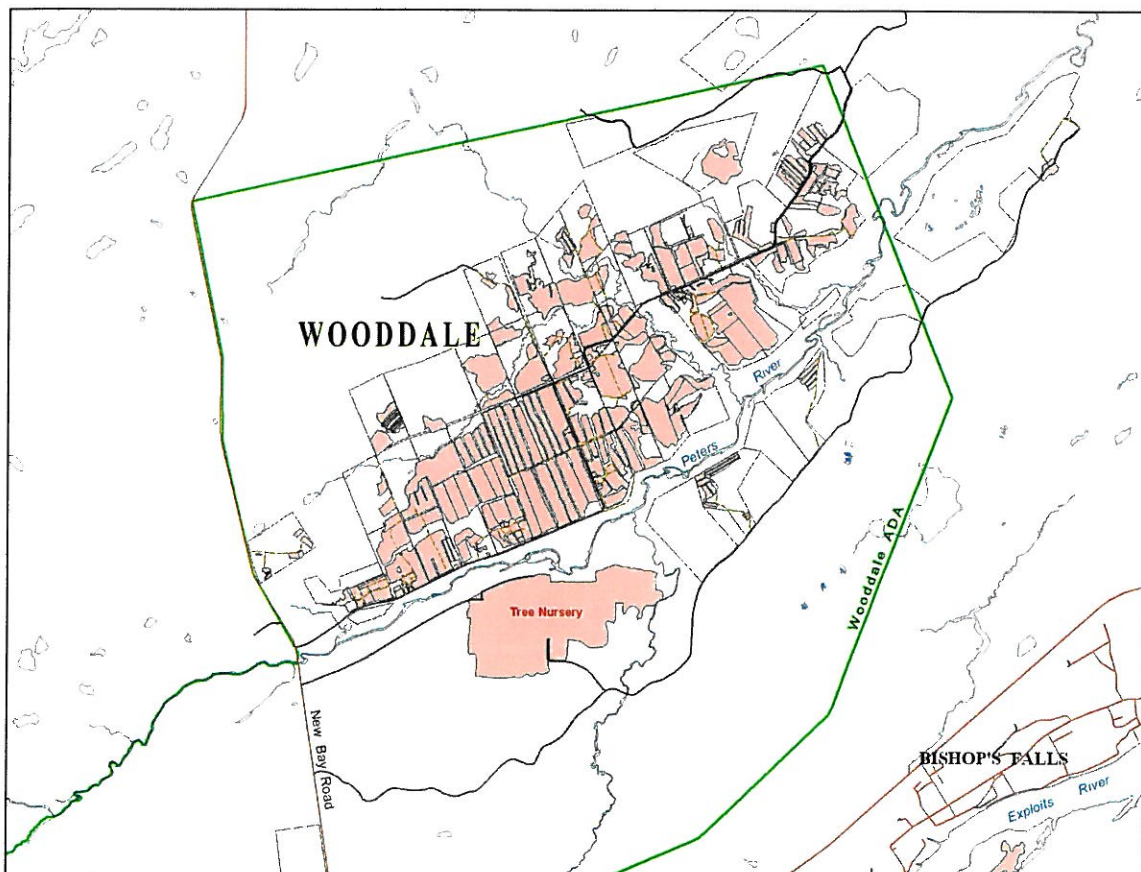 WOODDALE
River
Peters
Wooddale ADA
Tree Nursery
New Bay Road
BISHOP'S FALLS
Exploits River